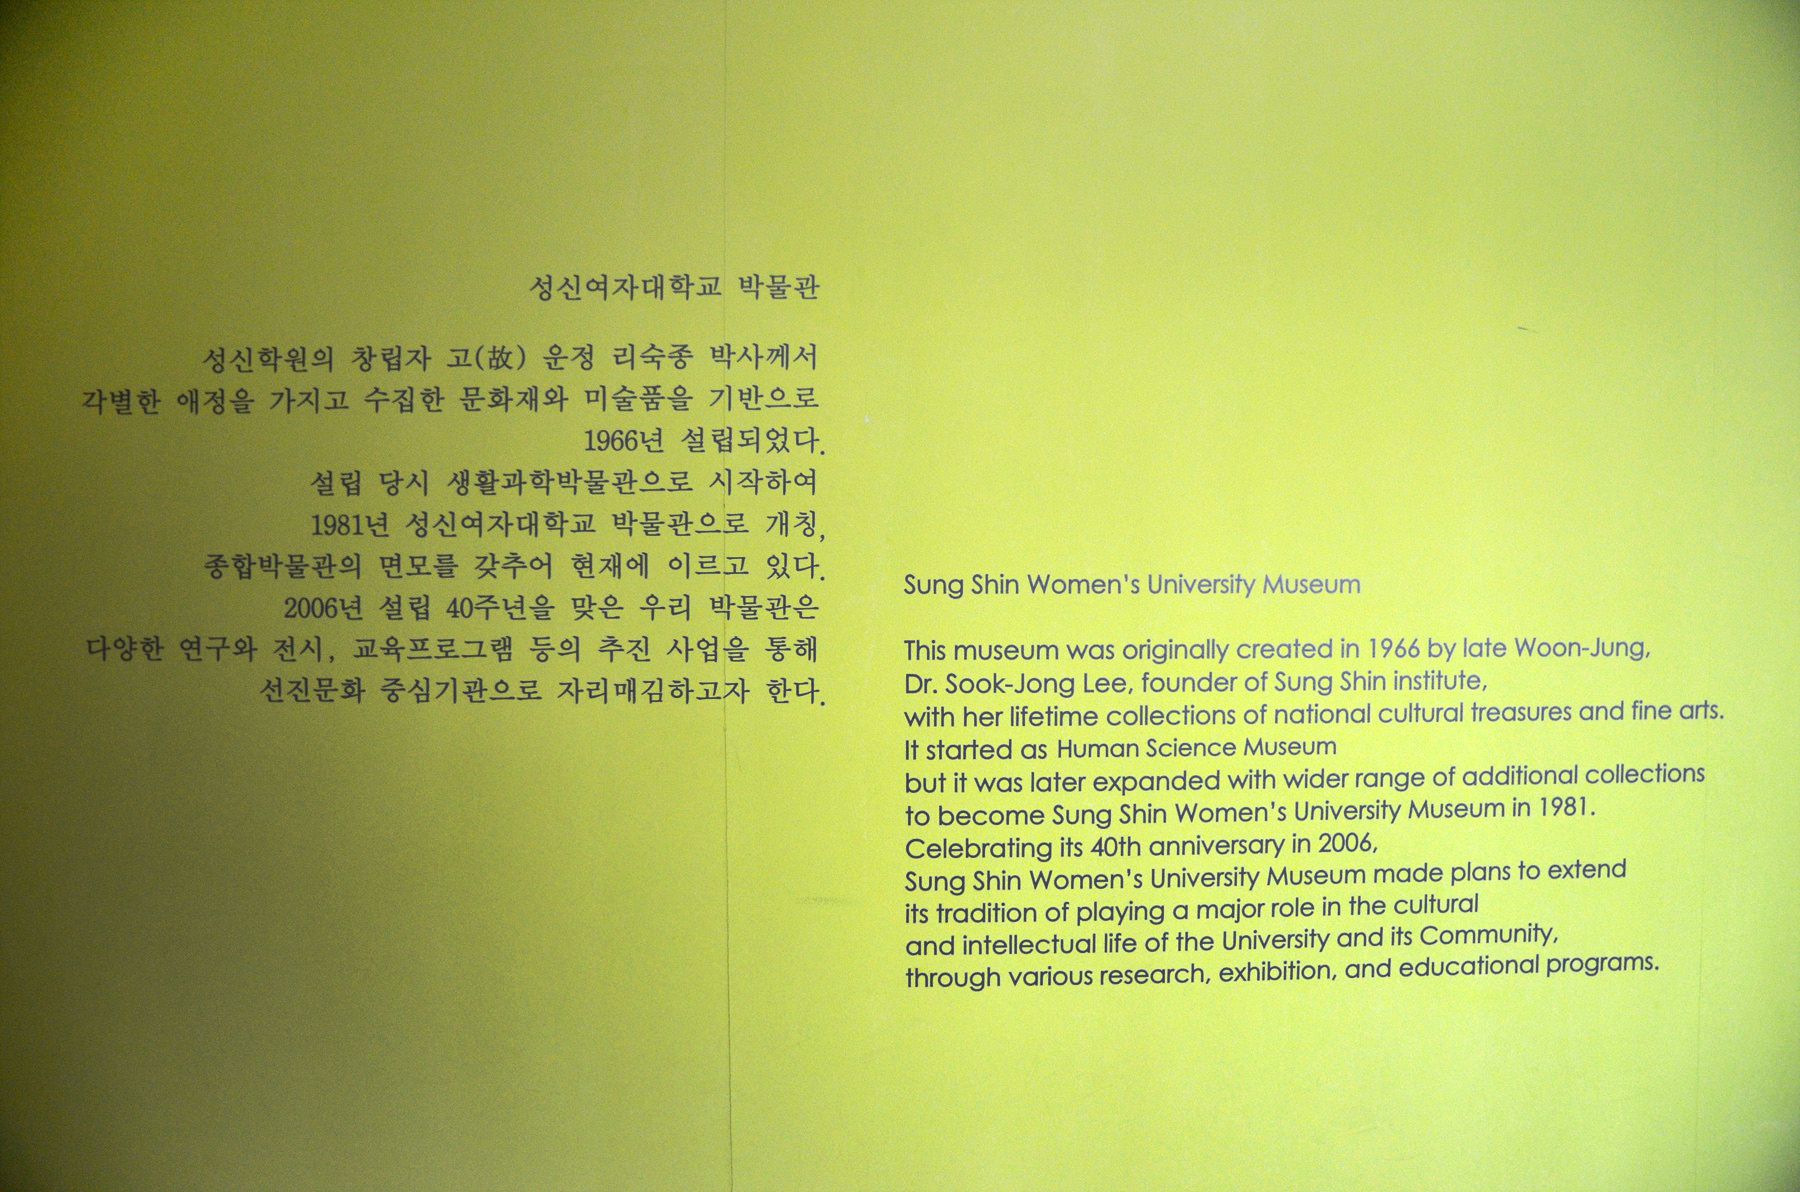 성신여자대학교 박물관
성신학원의 창립자 고(故) 운정 리숙종 박사께서
각별한 애정을 가지고 수집한 문화재와 미술품을 기반으로
1966년 설립되었다.
설립 당시 생활과학박물관으로 시작하여
1981년 성신여자대학교 박물관으로 개칭,
종합박물관의 면모를 갖추어 현재에 이르고 있다.
2006년 설립 40주년을 맞은 우리 박물관은
다양한 연구와 전시, 교육프로그램 등의 추진 사업을 통해
선진문화 중심기관으로 자리매김하고자 한다.
Sung Shin Women's University Museum
This museum was originally created in 1966 by late Woon-Jung,
Dr. Sook-Jong Lee, founder of Sung Shin institute,
with her lifetime collections of national cultural treasures and fine arts.
It started as Human Science Museum
but it was later expanded with wider range of additional collections
to become Sung Shin Women's University Museum in 1981.
Celebrating its 40th anniversary in 2006,
Sung Shin Women's University Museum made plans to extend
its tradition of playing a major role in the cultural
and intellectual life of the University and its Community,
through various research, exhibition, and educational programs.